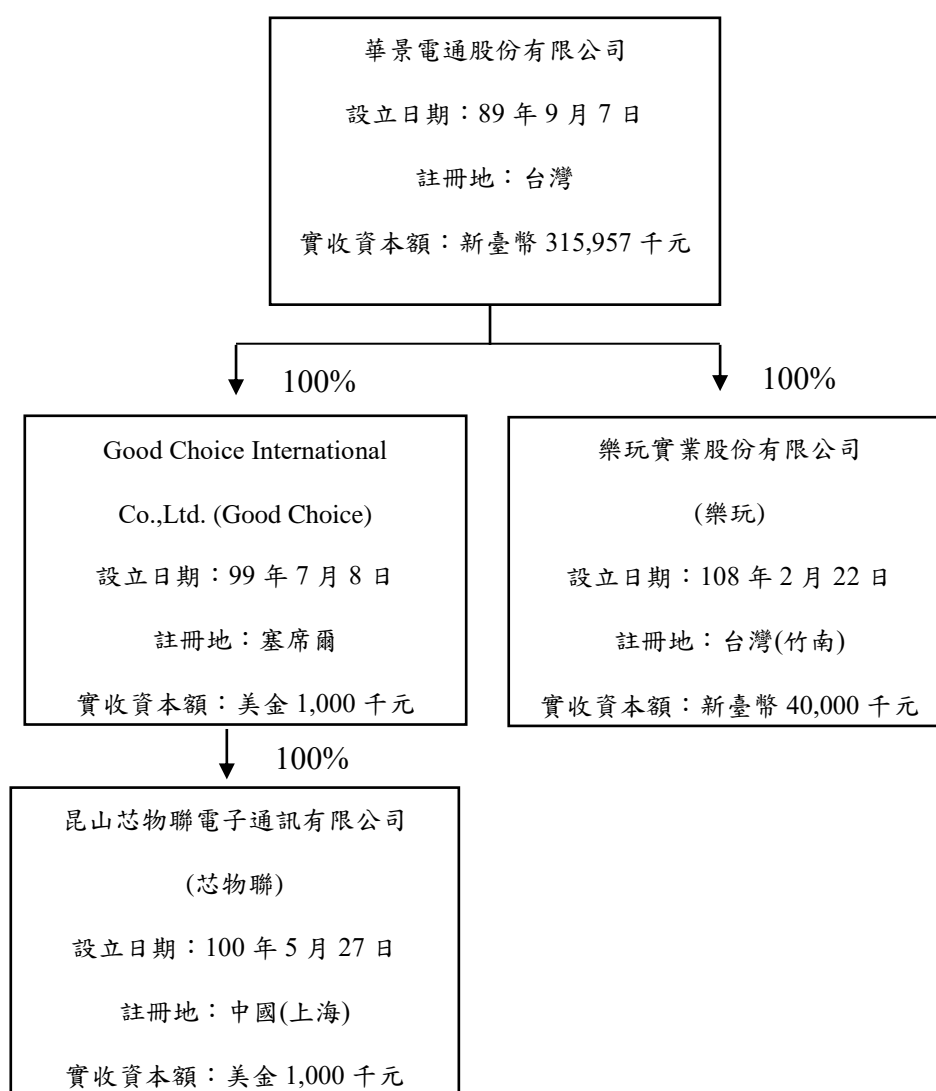 華景電通股份有限公司
設立日期：89 年 9 月 7 日
註冊地：台灣
實收資本額：新臺幣 315,957 千元
100%
100%
Good Choice International
Co.,Ltd. (Good Choice)
設立日期：99 年 7 月 8 日
註冊地：塞席爾
實收資本額：美金 1,000 千元
樂玩實業股份有限公司
(樂玩)
設立日期：108 年 2 月 22 日
註冊地：台灣(竹南)
實收資本額：新臺幣 40,000 千元
100%
昆山芯物聯電子通訊有限公司
(芯物聯)
設立日期：100 年 5 月 27 日
註冊地：中國(上海)
實收資本額：美金 1,000 千元